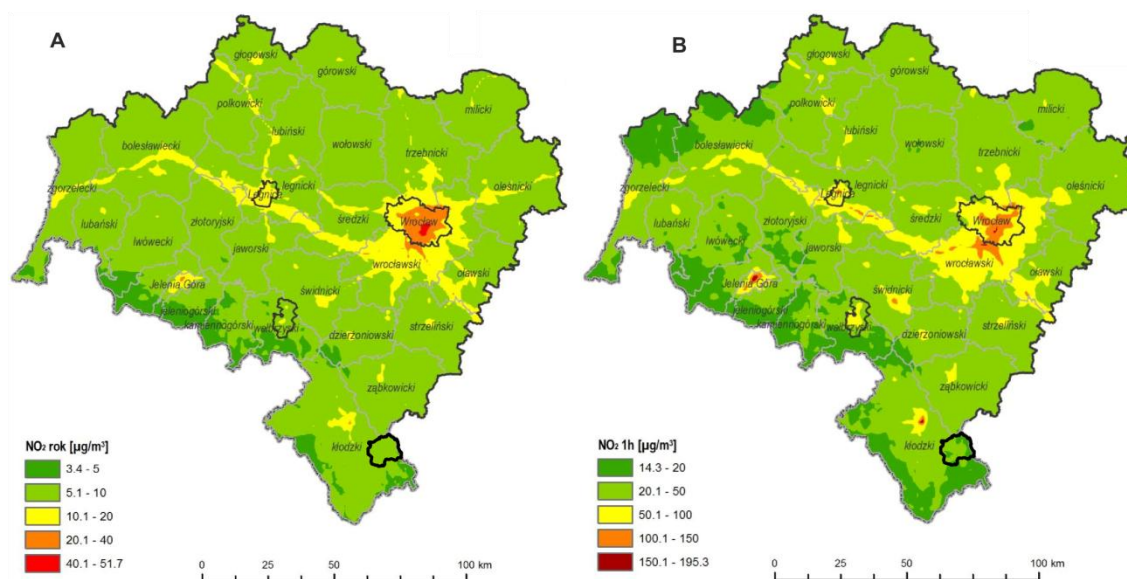 A
głogowski
górowski
polkowicki
milicki
lubiński
bolesławiecki
wołowski
trzebnicki
zgorzelecki
Legnica
legnicki
oleśnicki
lubański
złotoryjski
średzki
Wrocław
lwówecki
jaworski
wrocławski
oławski
Jelenia Góra
świdnicki
jeleniogórski
kamiennogórski
wałbrzyski
dzierżoniowski
strzeliński
ząbkowicki
kłodzki
NO₂ rok [µg/m³]
3.4 - 5
5.1 - 10
10.1 - 20
20.1 - 40
40.1 - 51.7
0 25 50 100 km
B
głogowski
górowski
polkowicki
milicki
lubiński
bolesławiecki
wołowski
trzebnicki
zgorzelecki
Legnica
legnicki
oleśnicki
lubański
złotoryjski
średzki
Wrocław
lwówecki
jaworski
wrocławski
oławski
Jelenia Góra
świdnicki
jeleniogórski
kamiennogórski
wałbrzyski
dzierżoniowski
strzeliński
ząbkowicki
kłodzki
NO₂ 1h [µg/m³]
14.3 - 20
20.1 - 50
50.1 - 100
100.1 - 150
150.1 - 195.3
0 25 50 100 km